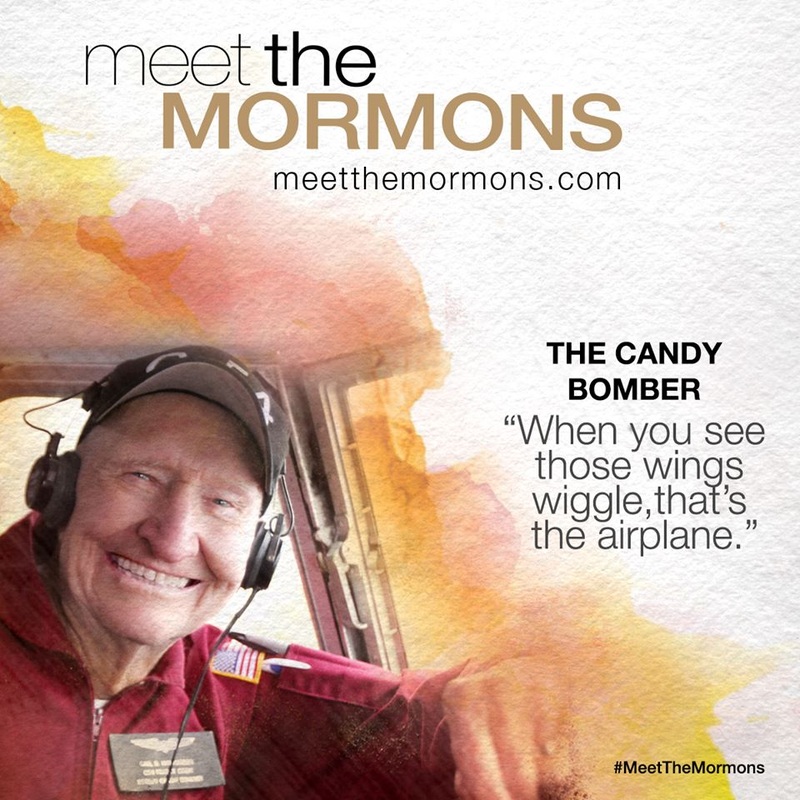 meet the
MORMONS
meetthemormons.com
THE CANDY
BOMBER
“When you see
those wings
wiggle,that’s
the airplane.”
#MeetTheMormons